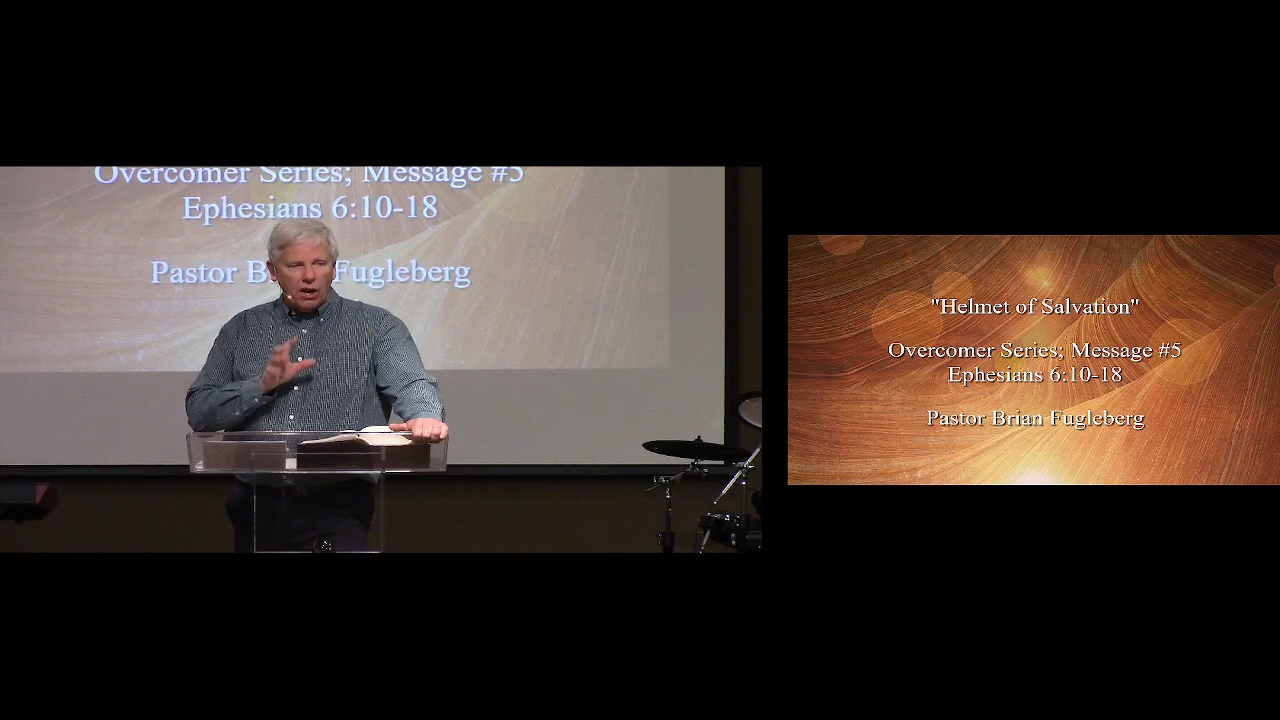 Overcomer Series; Message #5
Ephesians 6:10-18
Pastor B Fugleberg
"Helmet of Salvation"
Overcomer Series; Message #5
Ephesians 6:10-18
Pastor Brian Fugleberg